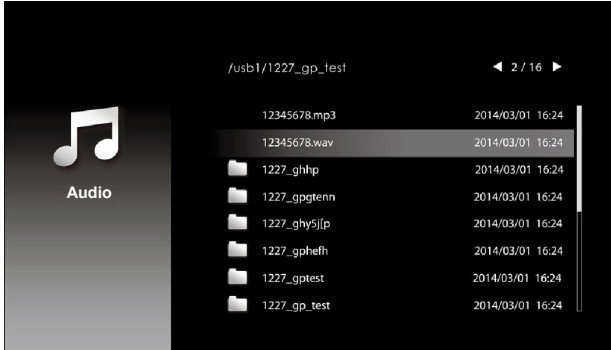 /usb1/1227_gp_test 2/16
12345678.mp3 2014/03/01 16:24
12345678.wav 2014/03/01 16:24
Audio
1227_ghhp 2014/03/01 16:24
1227_gpgtenn 2014/03/01 16:24
1227_ghy5j[p 2014/03/01 16:24
1227_gphefh 2014/03/01 16:24
1227_gptest 2014/03/01 16:24
1227_gp_test 2014/03/01 16:24